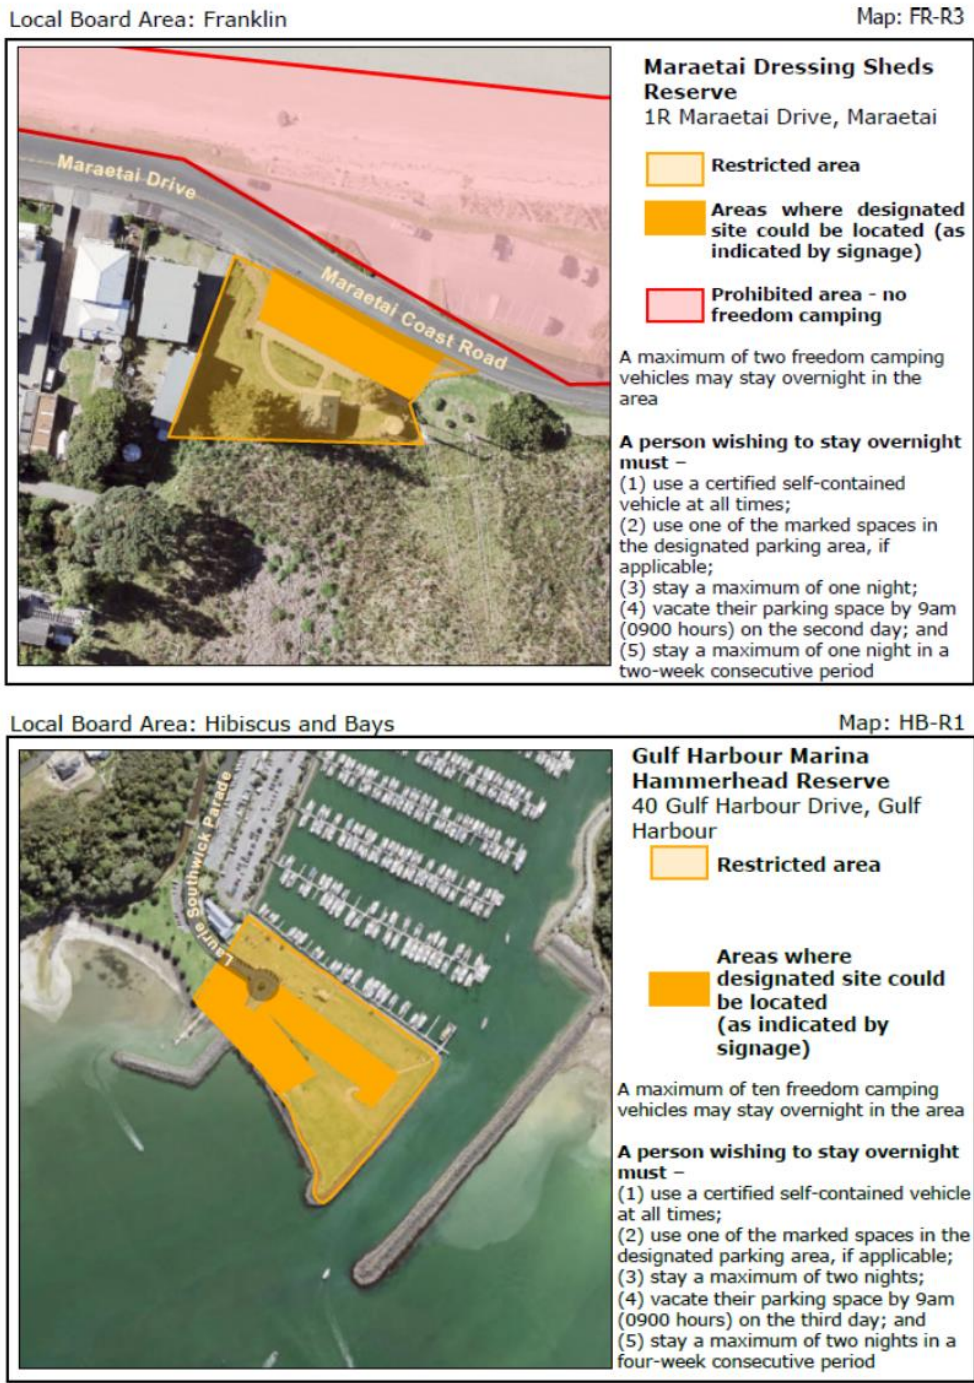 Local Board Area: Franklin
Map: FR-R3
Maraetai Drive
Maraetai Coast Road
Maraetai Dressing Sheds
Reserve
1R Maraetai Drive, Maraetai
Restricted area
Areas where designated
site could be located (as
indicated by signage)
Prohibited area - no
freedom camping
A maximum of two freedom camping
vehicles may stay overnight in the
area
A person wishing to stay overnight
must –
(1) use a certified self-contained
vehicle at all times;
(2) use one of the marked spaces in
the designated parking area, if
applicable;
(3) stay a maximum of one night;
(4) vacate their parking space by 9am
(0900 hours) on the second day; and
(5) stay a maximum of one night in a
two-week consecutive period
Local Board Area: Hibiscus and Bays
Map: HB-R1
Laurie Southwick Parade
Gulf Harbour Marina
Hammerhead Reserve
40 Gulf Harbour Drive, Gulf
Harbour
Restricted area
Areas where
designated site could
be located
(as indicated by
signage)
A maximum of ten freedom camping
vehicles may stay overnight in the area
A person wishing to stay overnight
must –
(1) use a certified self-contained vehicle
at all times;
(2) use one of the marked spaces in the
designated parking area, if applicable;
(3) stay a maximum of two nights;
(4) vacate their parking space by 9am
(0900 hours) on the third day; and
(5) stay a maximum of two nights in a
four-week consecutive period